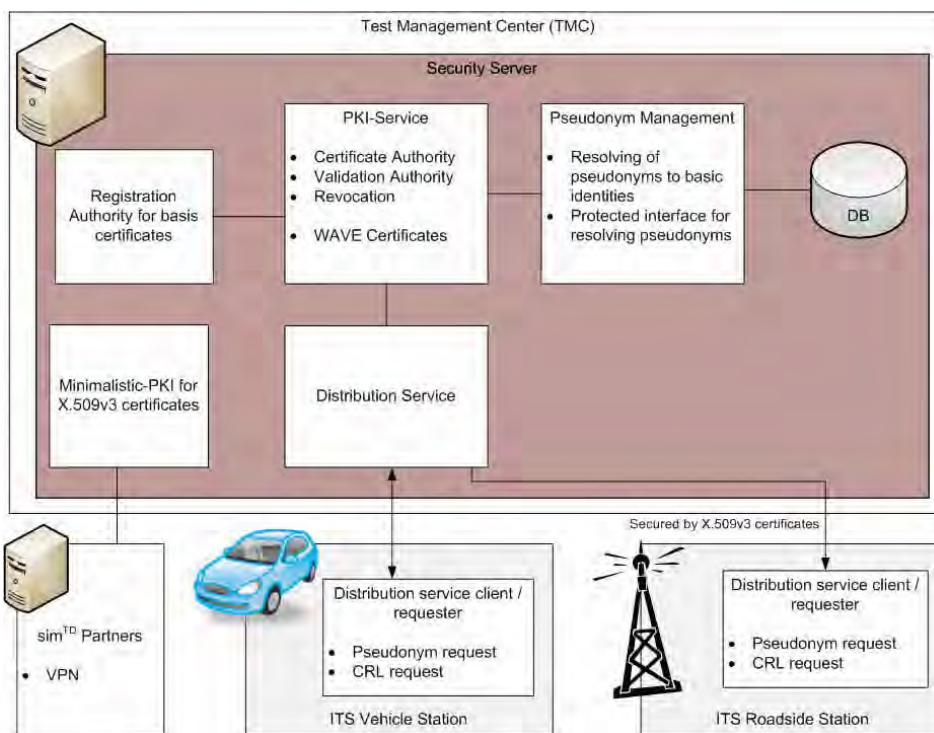 Test Management Center (TMC)
Security Server
PKI-Service
• Certificate Authority
• Validation Authority
• Revocation
• WAVE Certificates
Pseudonym Management
• Resolving of
pseudonyms to basic
identities
• Protected interface for
resolving pseudonyms
DB
Registration
Authority for basis
certificates
Minimalistic-PKI for
X.509v3 certificates
Distribution Service
Secured by X.509v3 certificates
sim^TD Partners
• VPN
Distribution service client /
requester
• Pseudonym request
• CRL request
ITS Vehicle Station
Distribution service client /
requester
• Pseudonym request
• CRL request
ITS Roadside Station